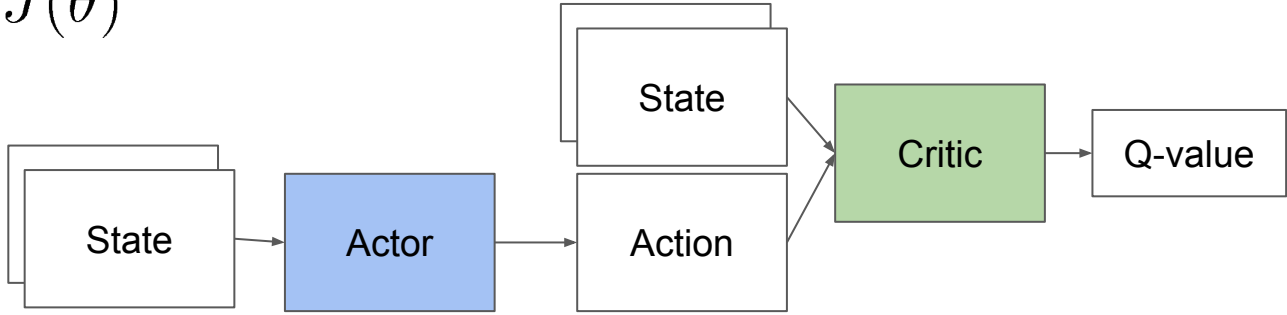 J(θ)
State
Critic
Q-value
State
Actor
Action